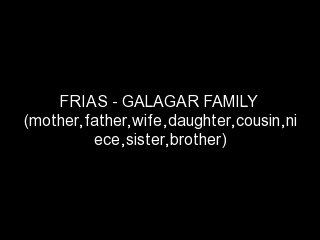 FRIAS - GALAGAR FAMILY
(mother,father,wife,daughter,cousin,ni
ece,sister,brother)